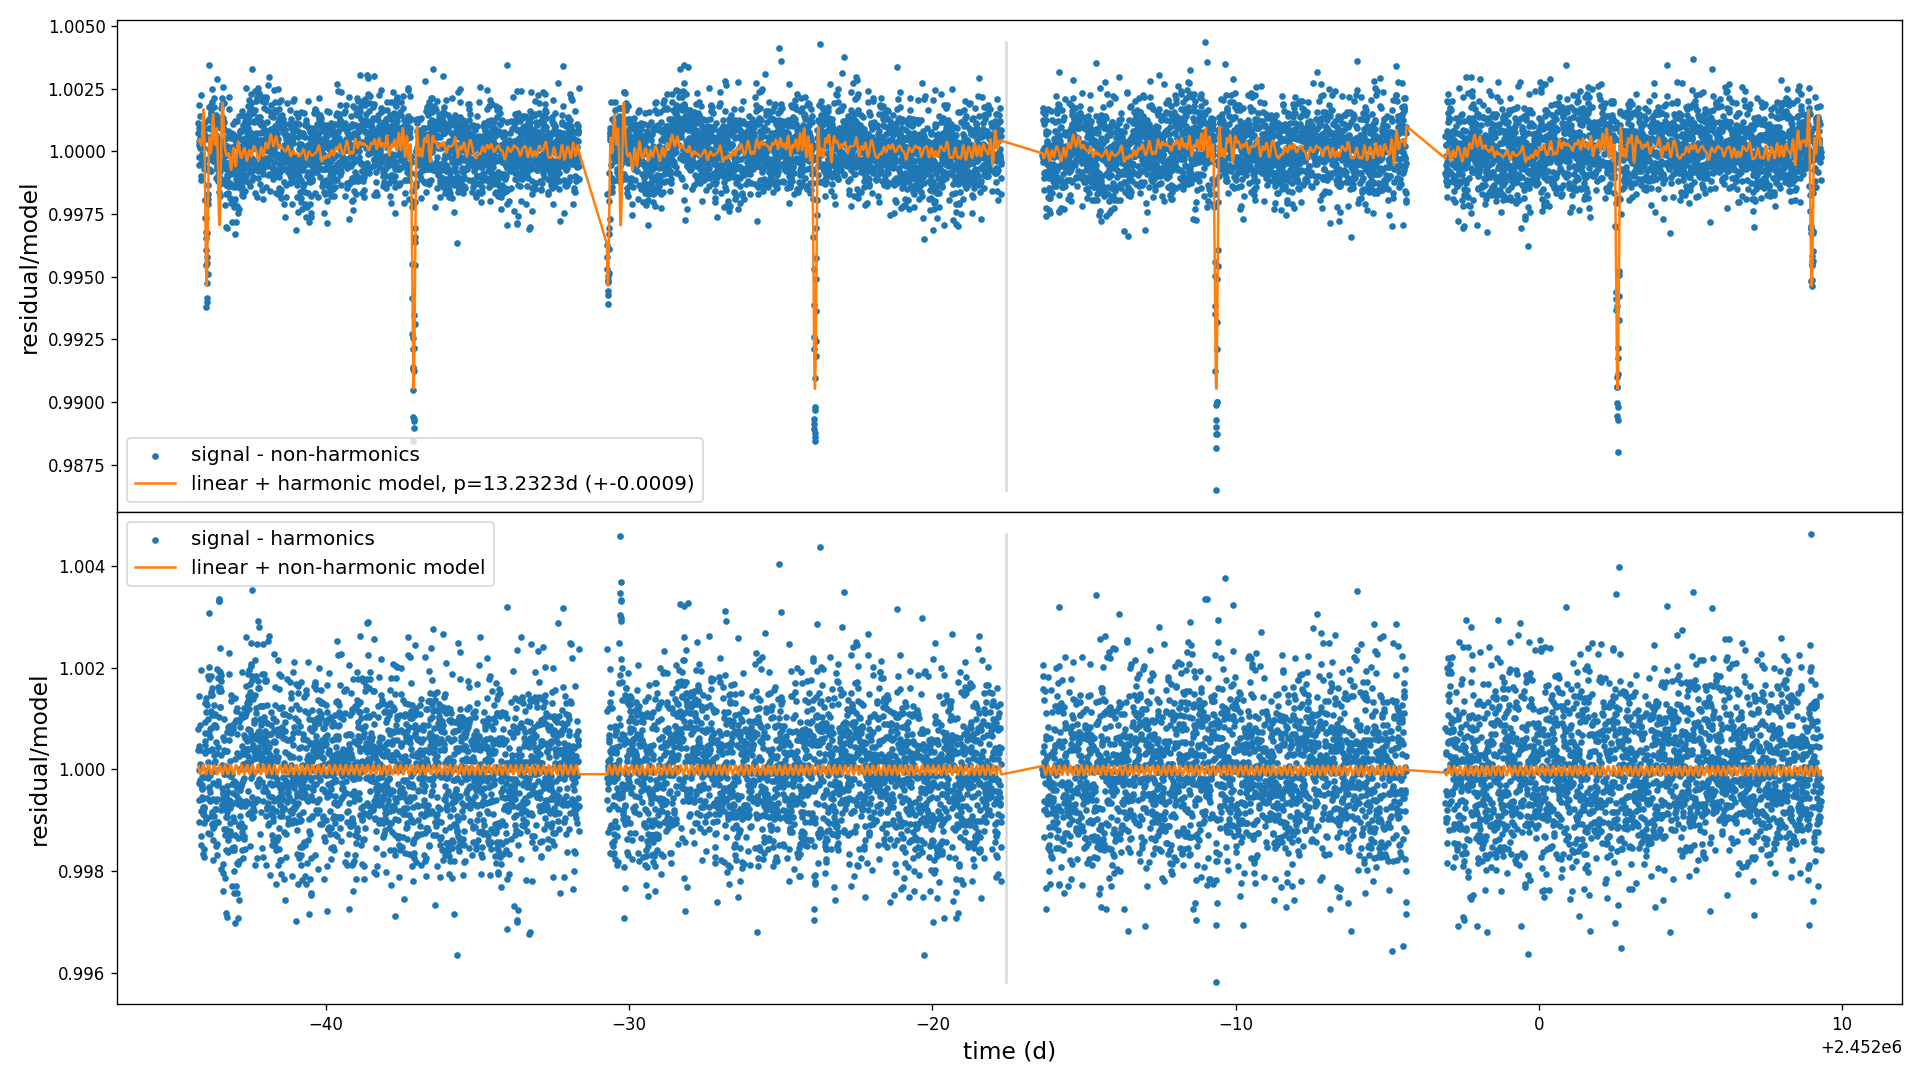 1.0050
1.0025
1.0000
0.9975
0.9950
0.9925
0.9900
0.9875
residual/model
signal - non-harmonics
linear + harmonic model, p=13.2323d (+-0.0009)
signal - harmonics
linear + non-harmonic model
1.004
1.002
1.000
0.998
0.996
residual/model
−40
−30
−20
−10
0
10
time (d)
+2.452e6